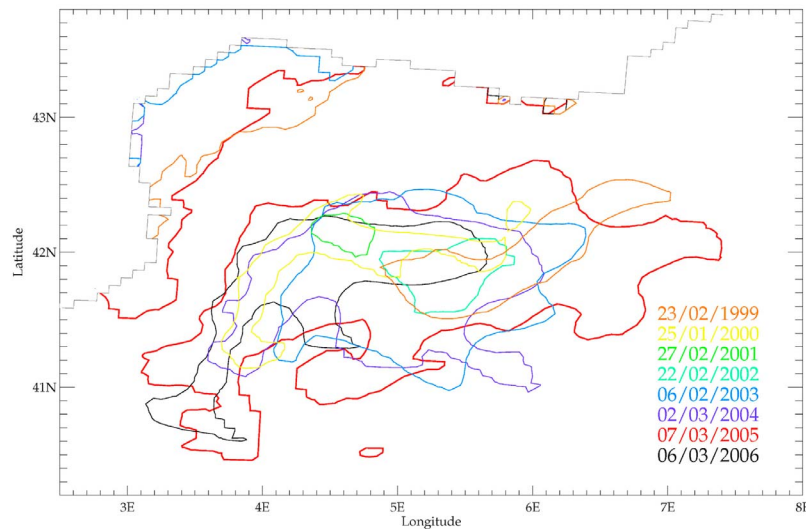 43N
42N
41N
Latitude
23/02/1999
25/01/2000
27/02/2001
22/02/2002
06/02/2003
02/03/2004
07/03/2005
06/03/2006
3E 4E 5E 6E 7E 8E
Longitude